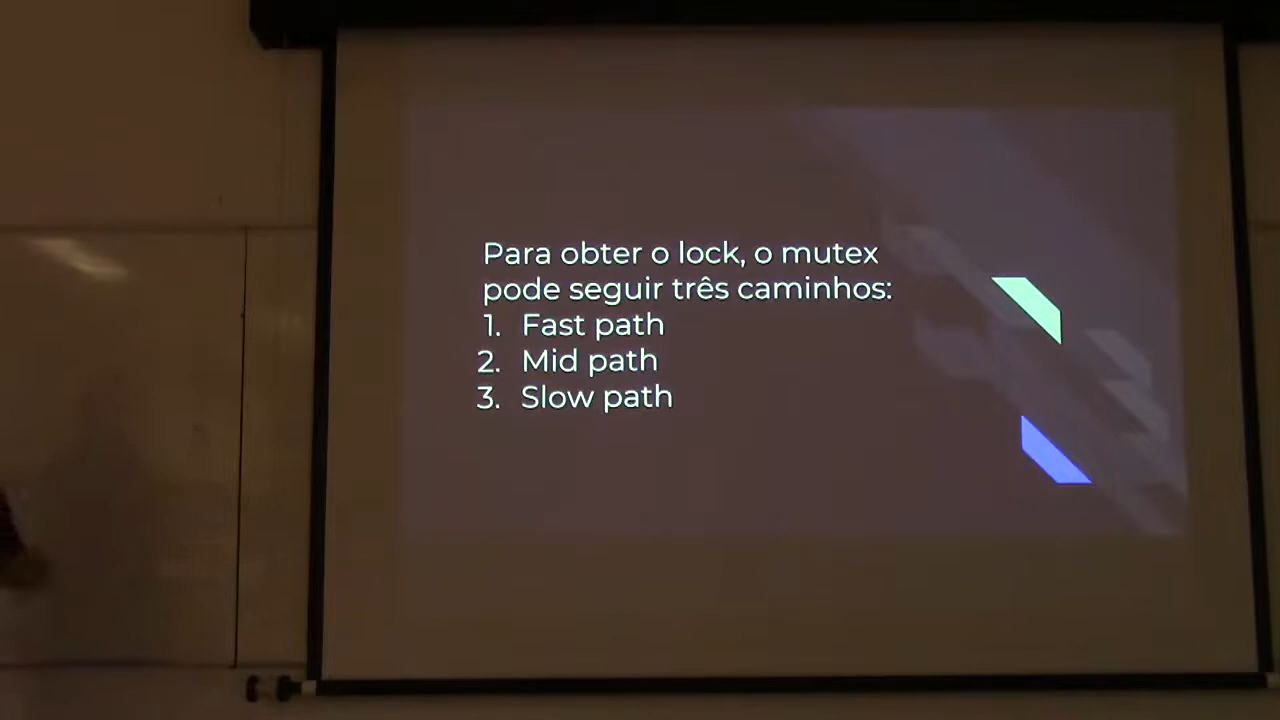 Para obter o lock, o mutex
pode seguir três caminhos:
1. Fast path
2. Mid path
3. Slow path